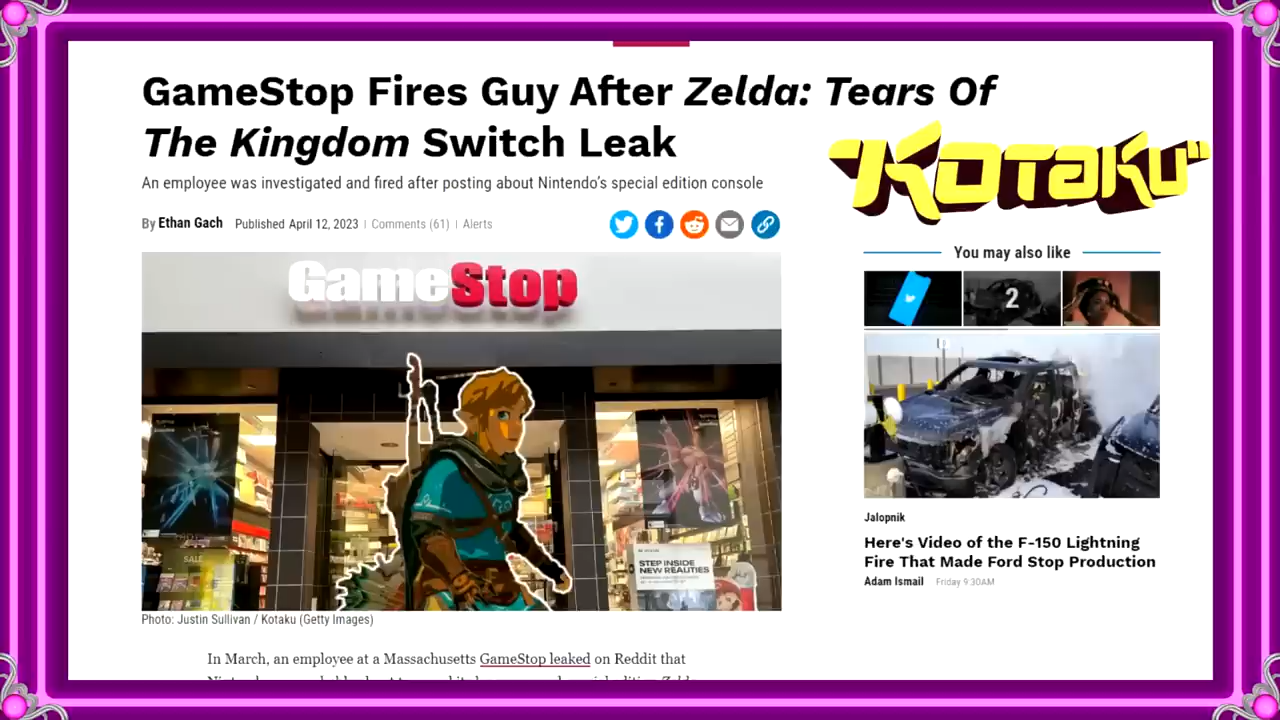 GameStop Fires Guy After Zelda: Tears Of
The Kingdom Switch Leak
"KOTAKU"
An employee was investigated and fired after posting about Nintendo's special edition console
By Ethan Gach Published April 12, 2023 | Comments (61) | Alerts
You may also like
2
GameStop
SALE
STEP INSIDE
NEW REALITIES
Photo: Justin Sullivan / Kotaku (Getty Images)
Jalopnik
Here's Video of the F-150 Lightning
Fire That Made Ford Stop Production
Adam Ismail Friday 9:30AM
In March, an employee at a Massachusetts GameStop leaked on Reddit that